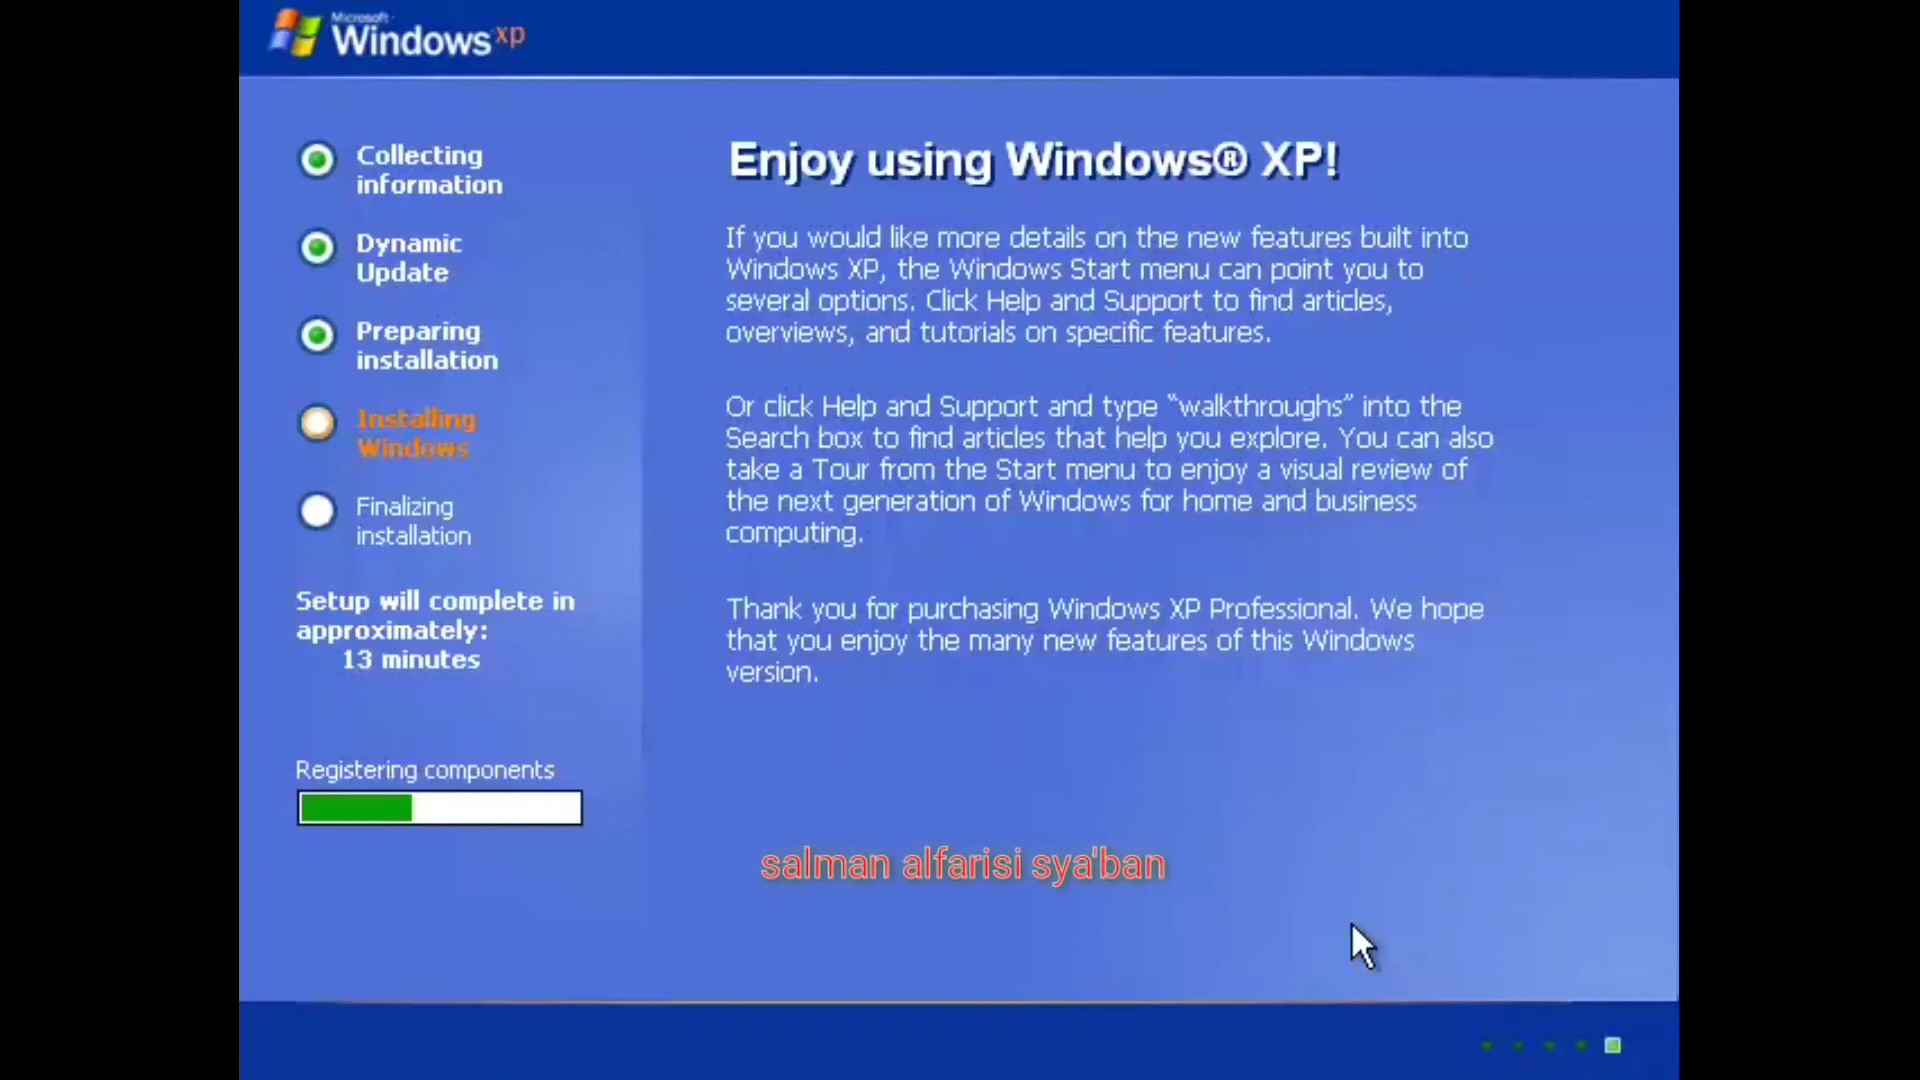 Microsoft
Windows xp
Collecting
information
Dynamic
Update
Preparing
installation
Installing
Windows
Finalizing
installation
Setup will complete in
approximately:
13 minutes
Registering components
Enjoy using Windows® XP!
If you would like more details on the new features built into
Windows XP, the Windows Start menu can point you to
several options. Click Help and Support to find articles,
overviews, and tutorials on specific features.
Or click Help and Support and type “walkthroughs” into the
Search box to find articles that help you explore. You can also
take a Tour from the Start menu to enjoy a visual review of
the next generation of Windows for home and business
computing.
Thank you for purchasing Windows XP Professional. We hope
that you enjoy the many new features of this Windows
version.
salman alfarisi sya'ban